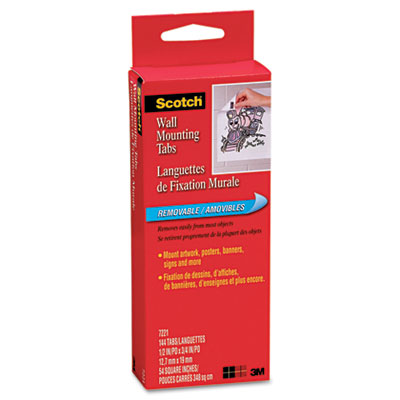 Scotch
Wall
Mounting
Tabs
Languettes
de Fixation Murale
REMOVABLE / AMOVIBLES
Removes easily from most objects
Se retirent proprement de la plupart des objets
• Mount artwork, posters, banners,
signs and more
• Fixation de dessins, d'affiches,
de bannières, d'enseignes et plus encore.
7221
144 TABS/LANGUETTES
1/2 IN/PO x 3/4 IN/PO
12.7 mm x 19 mm
54 SQUARE INCHES/
POUCES CARRÉS 348 sq cm
3M